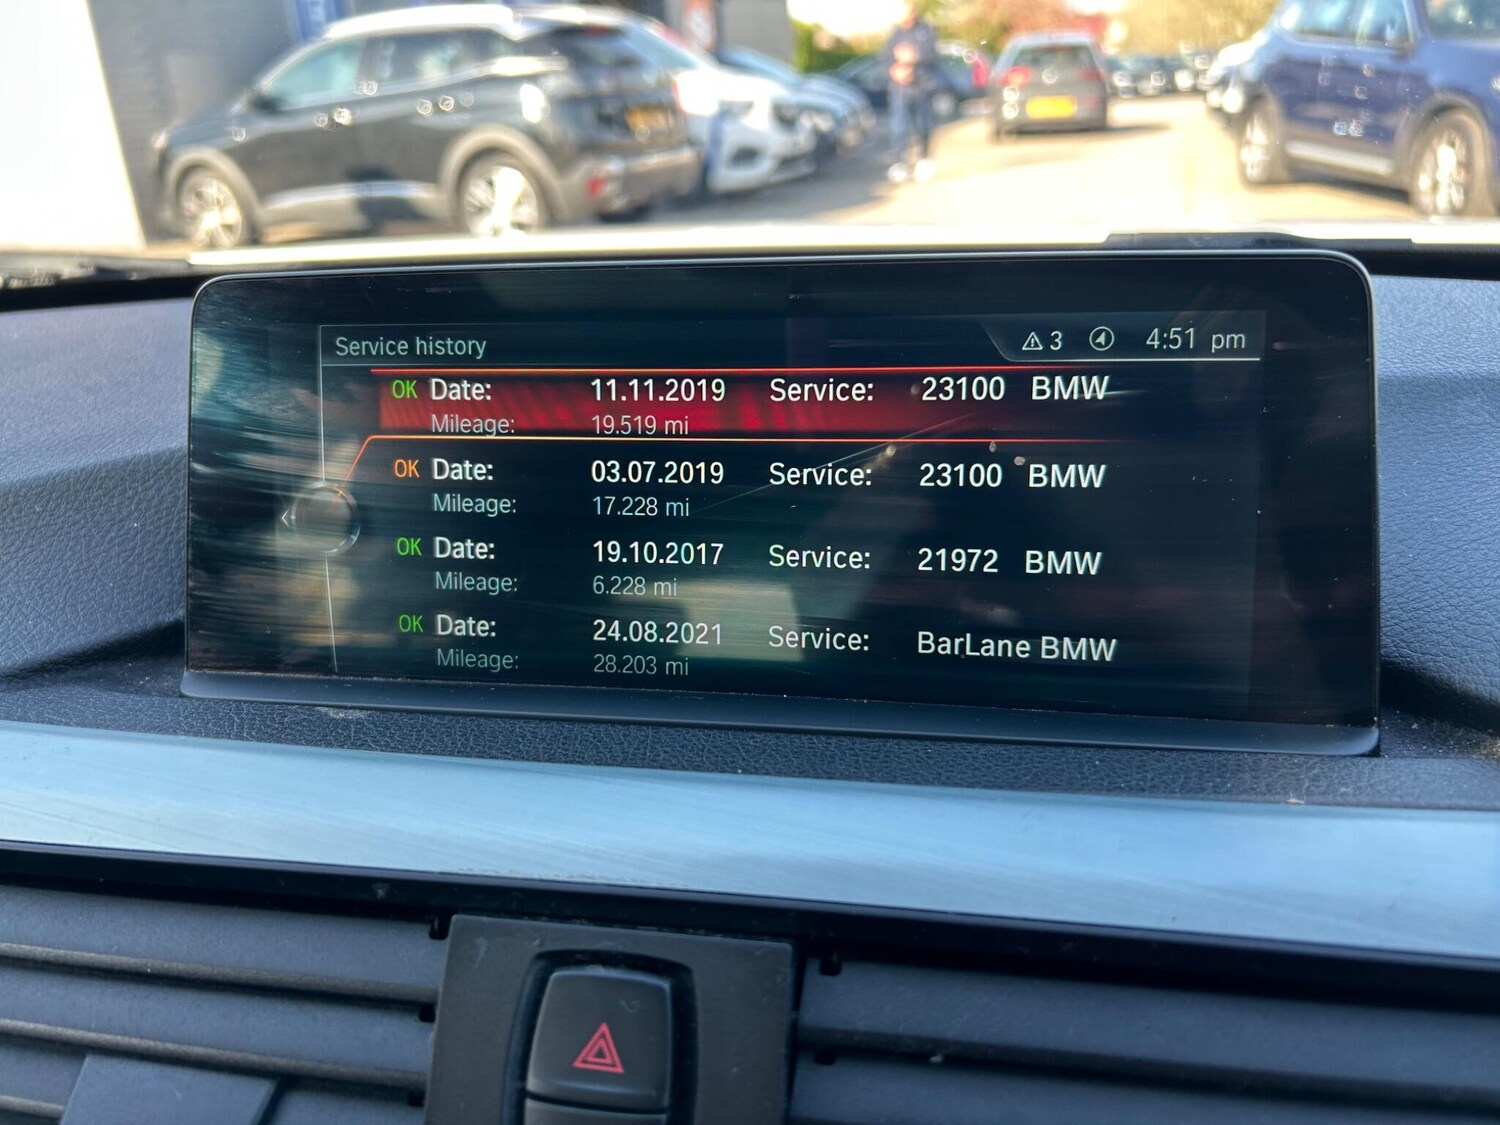 Service history
3 4:51 pm
OK Date: 11.11.2019 Service: 23100 BMW
Mileage: 19.519 mi
OK Date: 03.07.2019 Service: 23100 BMW
Mileage: 17.228 mi
OK Date: 19.10.2017 Service: 21972 BMW
Mileage: 6.228 mi
OK Date: 24.08.2021 Service: BarLane BMW
Mileage: 28.203 mi